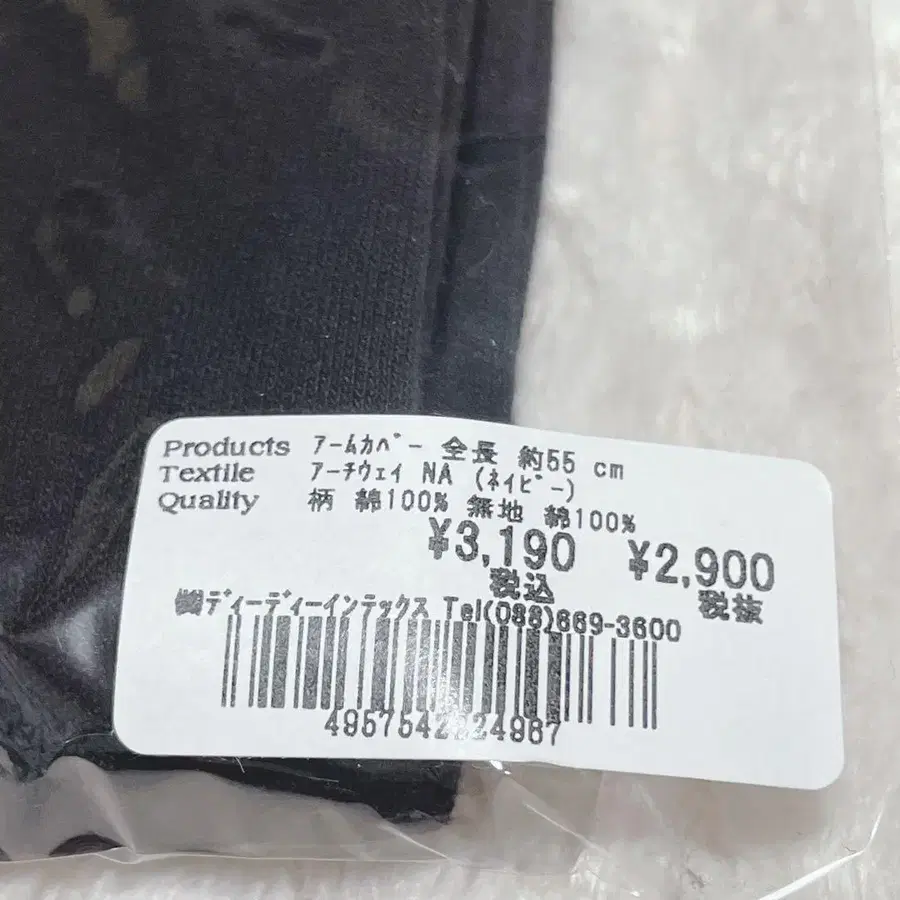 Products ｱｰﾑｶﾊﾞｰ 全長 約55 cm
Textile ｱｰﾁｳｪｲ NA (ﾈｲﾋﾞｰ)
Quality 柄 綿100% 無地 綿100%
¥3,190 ¥2,900
税込 税抜
㈱ディーディーインテックス Tel(088)669-3600